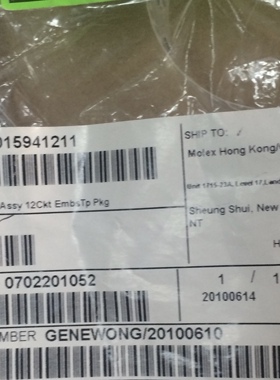 015941211
SHIP TO: /
Molex Hong Kong/
Assy 12Ckt EmbsTp Pkg
Sheung Shui, New
NT
H
0702201052
1 / 1
20100614
MBER GENEWONG/20100610